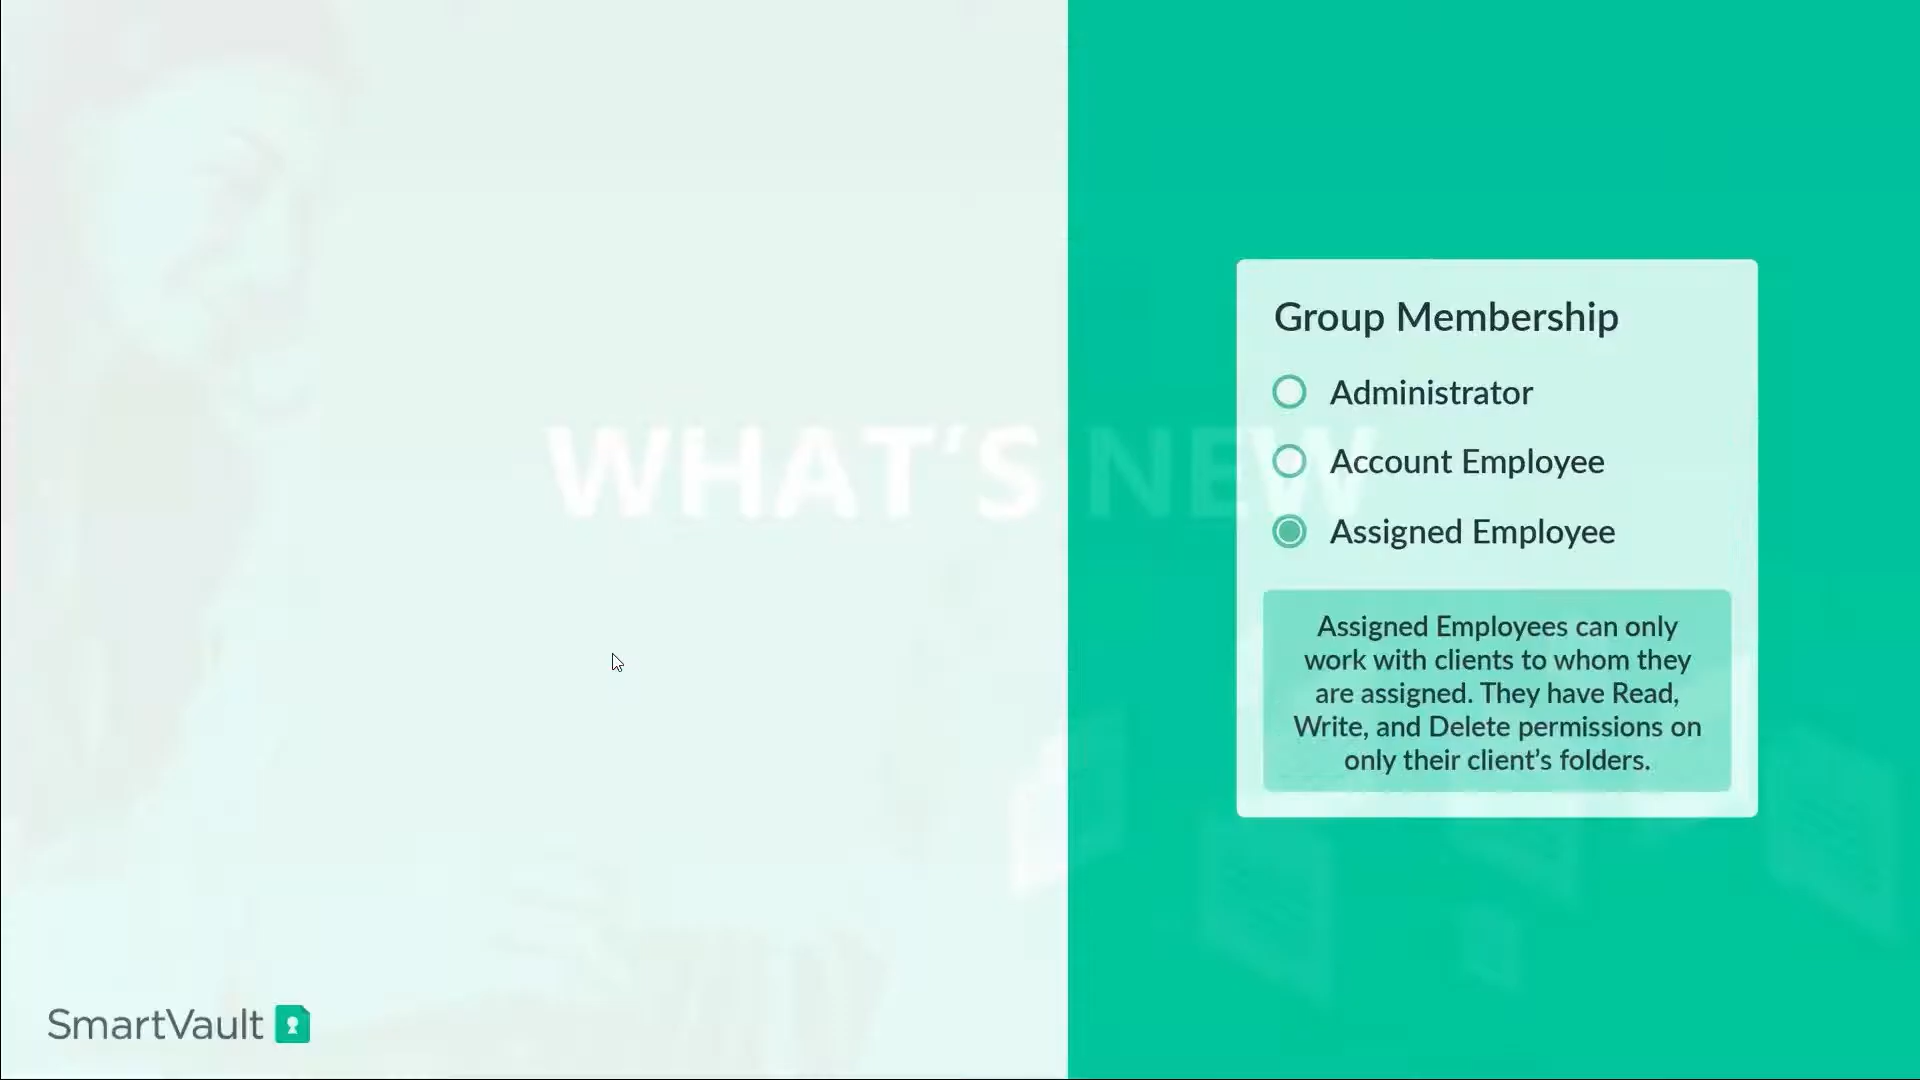 WHAT'S NEW
Group Membership
Administrator
Account Employee
Assigned Employee
Assigned Employees can only
work with clients to whom they
are assigned. They have Read,
Write, and Delete permissions on
only their client's folders.
SmartVault